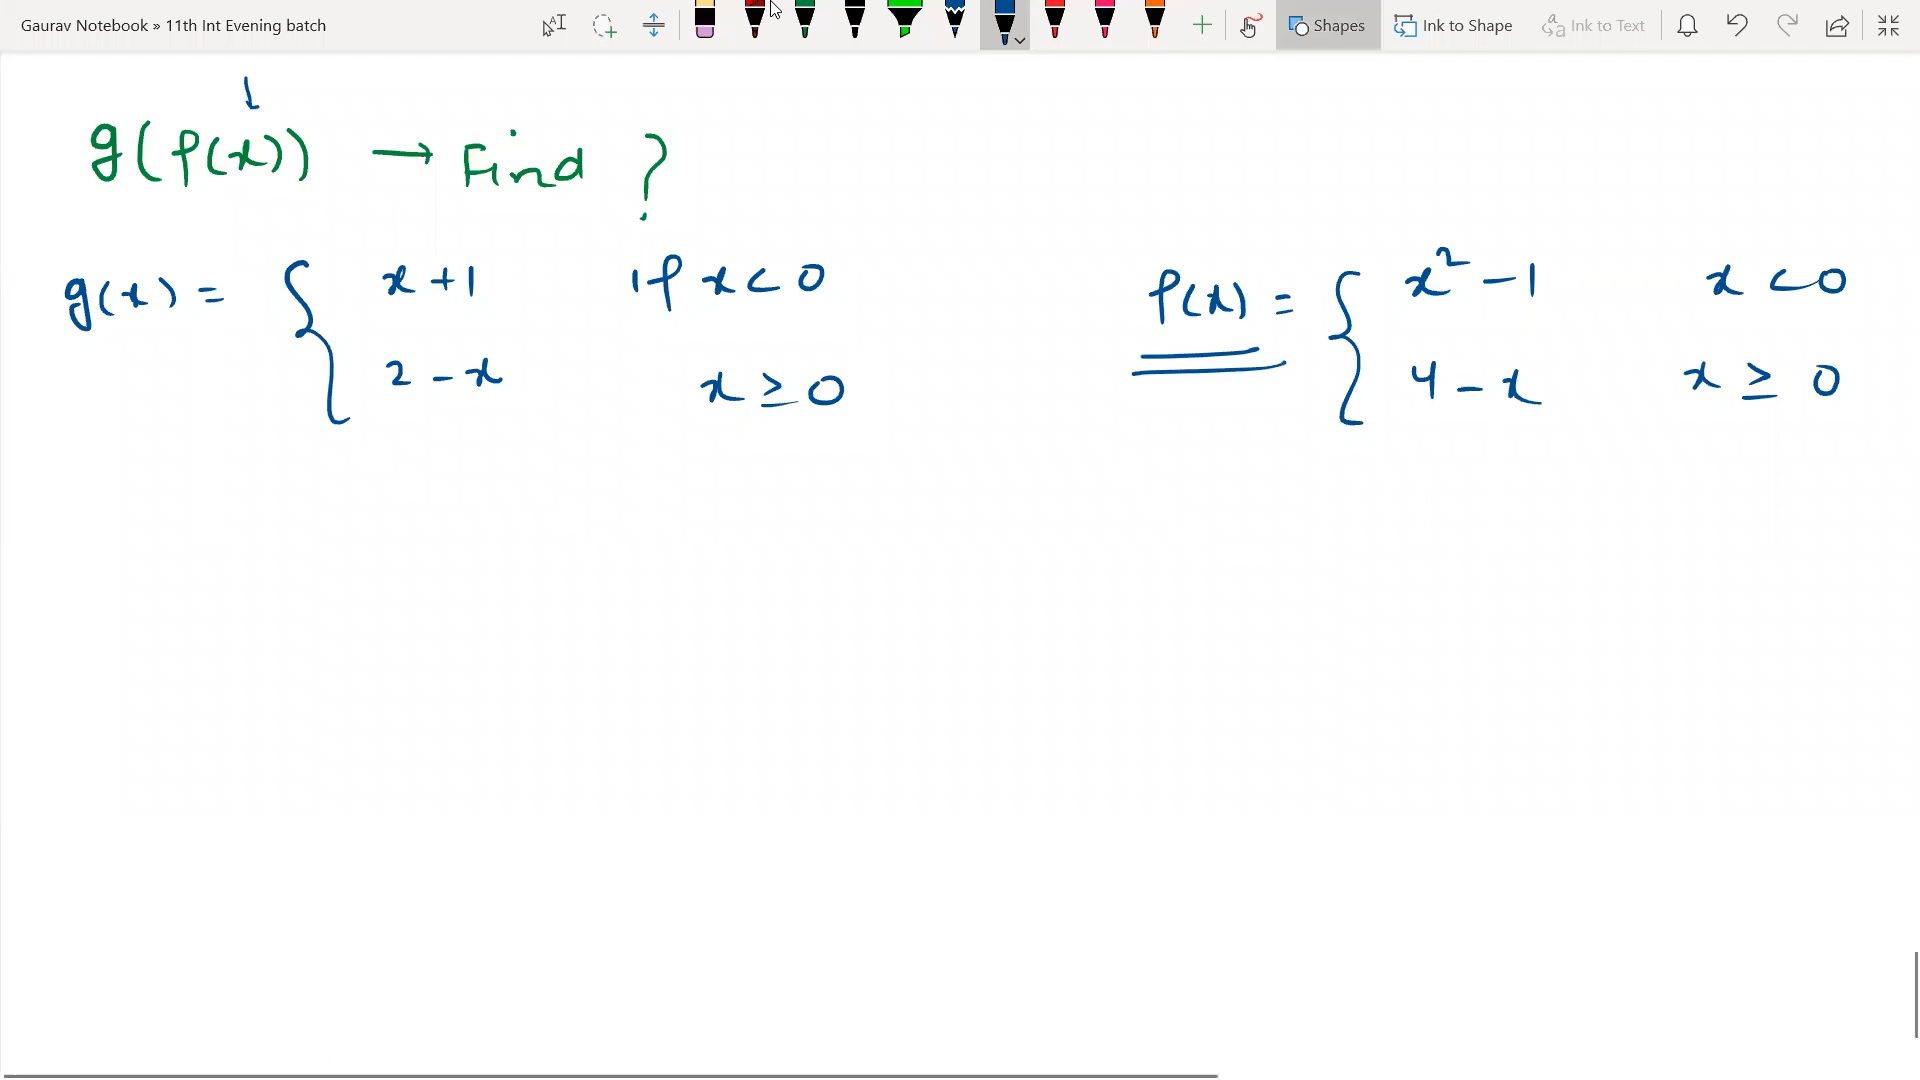 Gaurav Notebook » 11th Int Evening batch
Shapes
Ink to Shape
Ink to Text
g(f(x)) → Find ?
g(x) = { x + 1 if x < 0
2 - x x ≥ 0
f(x) = { x² - 1 x < 0
4 - x x ≥ 0